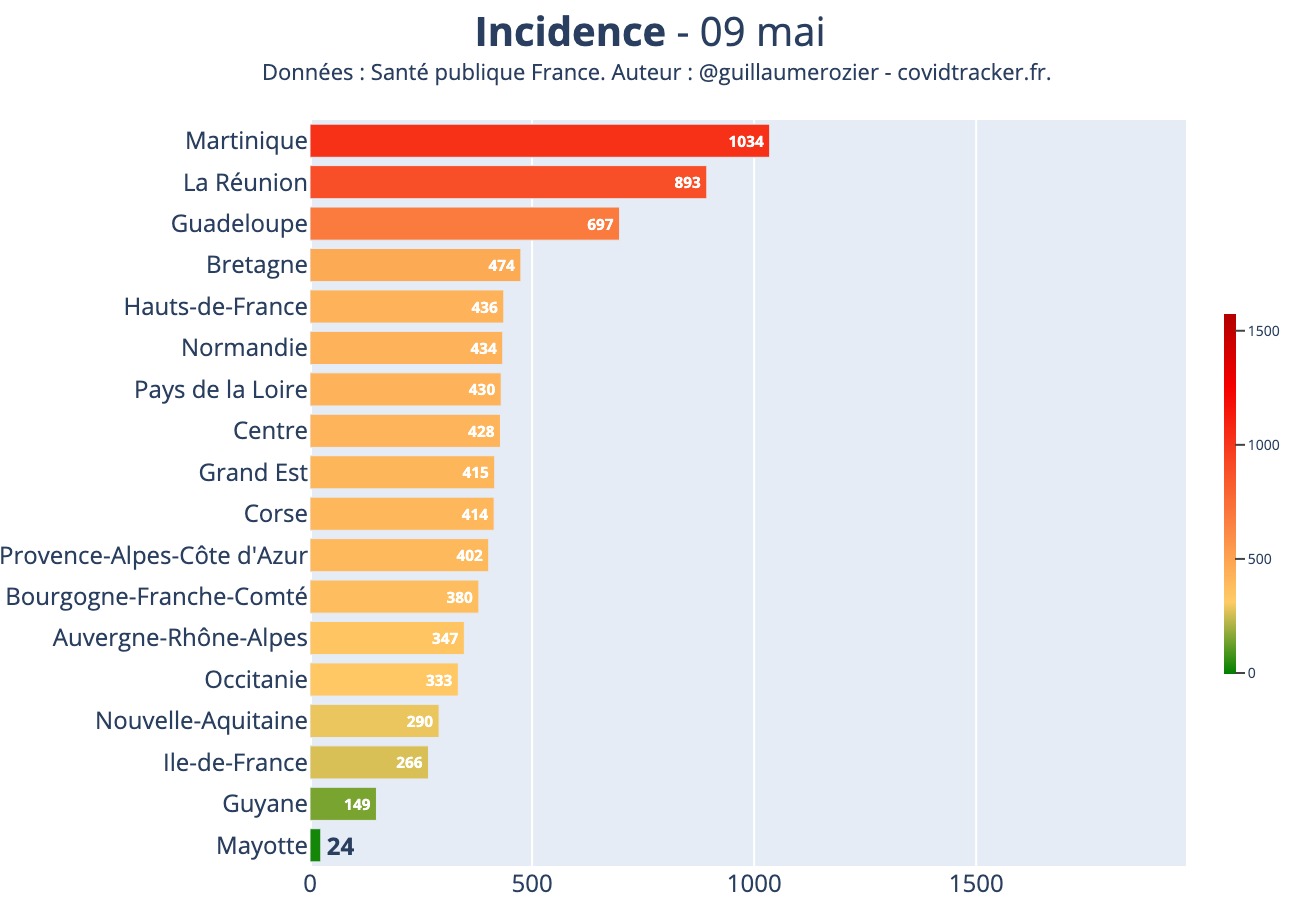 Incidence - 09 mai
Données : Santé publique France. Auteur : @guillaumerozier - covidtracker.fr.
Martinique 1034
La Réunion 893
Guadeloupe 697
Bretagne 474
Hauts-de-France 436
Normandie 434
Pays de la Loire 430
Centre 428
Grand Est 415
Corse 414
Provence-Alpes-Côte d'Azur 402
Bourgogne-Franche-Comté 380
Auvergne-Rhône-Alpes 347
Occitanie 333
Nouvelle-Aquitaine 290
Ile-de-France 266
Guyane 149
Mayotte 24
0 500 1000 1500
1500
1000
500
0